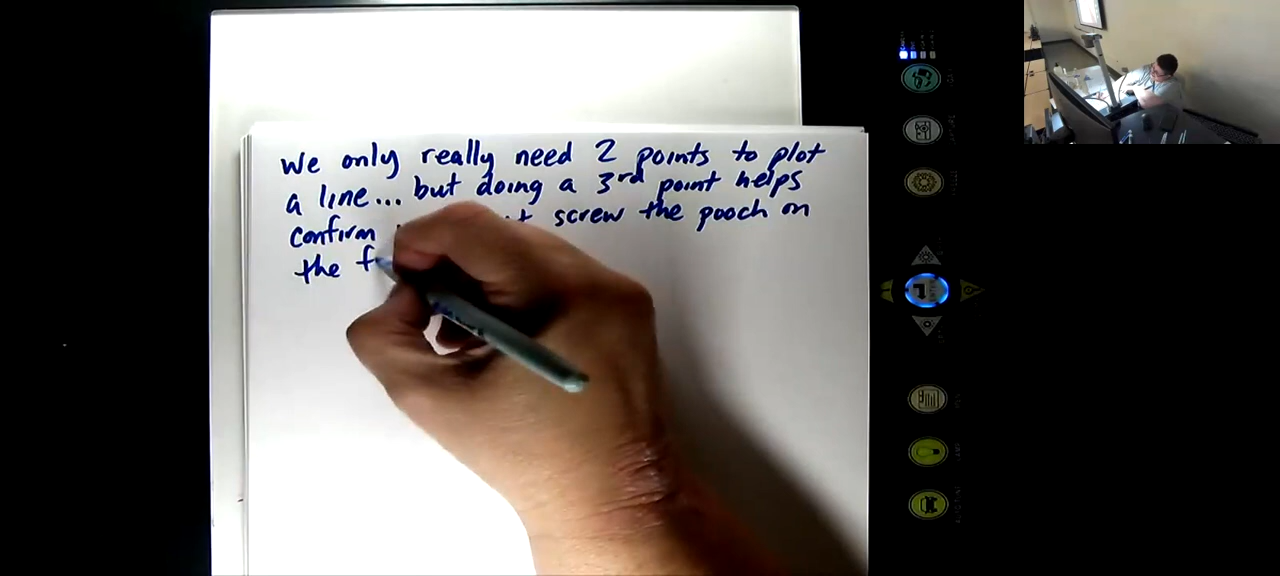 we only really need 2 points to plot
a line... but doing a 3rd point helps
confirm screw the pooch on
the f